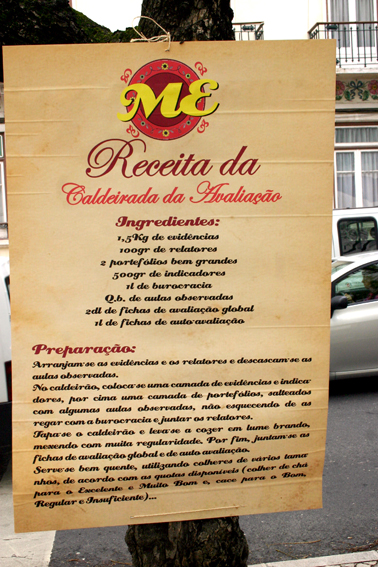 ME
Receita da
Caldeirada da Avaliação
Ingredientes:
1,5Kg de evidências
100gr de relatores
2 portefólios bem grandes
500gr de indicadores
1l de burocracia
Q.b. de aulas observadas
2dl de fichas de avaliação global
1l de fichas de auto-avaliação
Preparação:
Arranjam-se as evidências e os relatores e descascam-se as
aulas observadas.
No caldeirão, coloca-se uma camada de evidências e indica-
dores, por cima uma camada de portefólios, salteados
com algumas aulas observadas, não esquecendo de as
regar com a burocracia e juntar os relatores.
Tapa-se o caldeirão e leva-se a cozer em lume brando,
mexendo com muita regularidade. Por fim, juntam-se as
fichas de avaliação global e de auto avaliação.
Serve-se bem quente, utilizando colheres de vários tama-
nhos, de acordo com as quotas disponíveis (colher de chá
para o Excelente e Muito Bom e, caço para o Bom,
Regular e Insuficiente)...